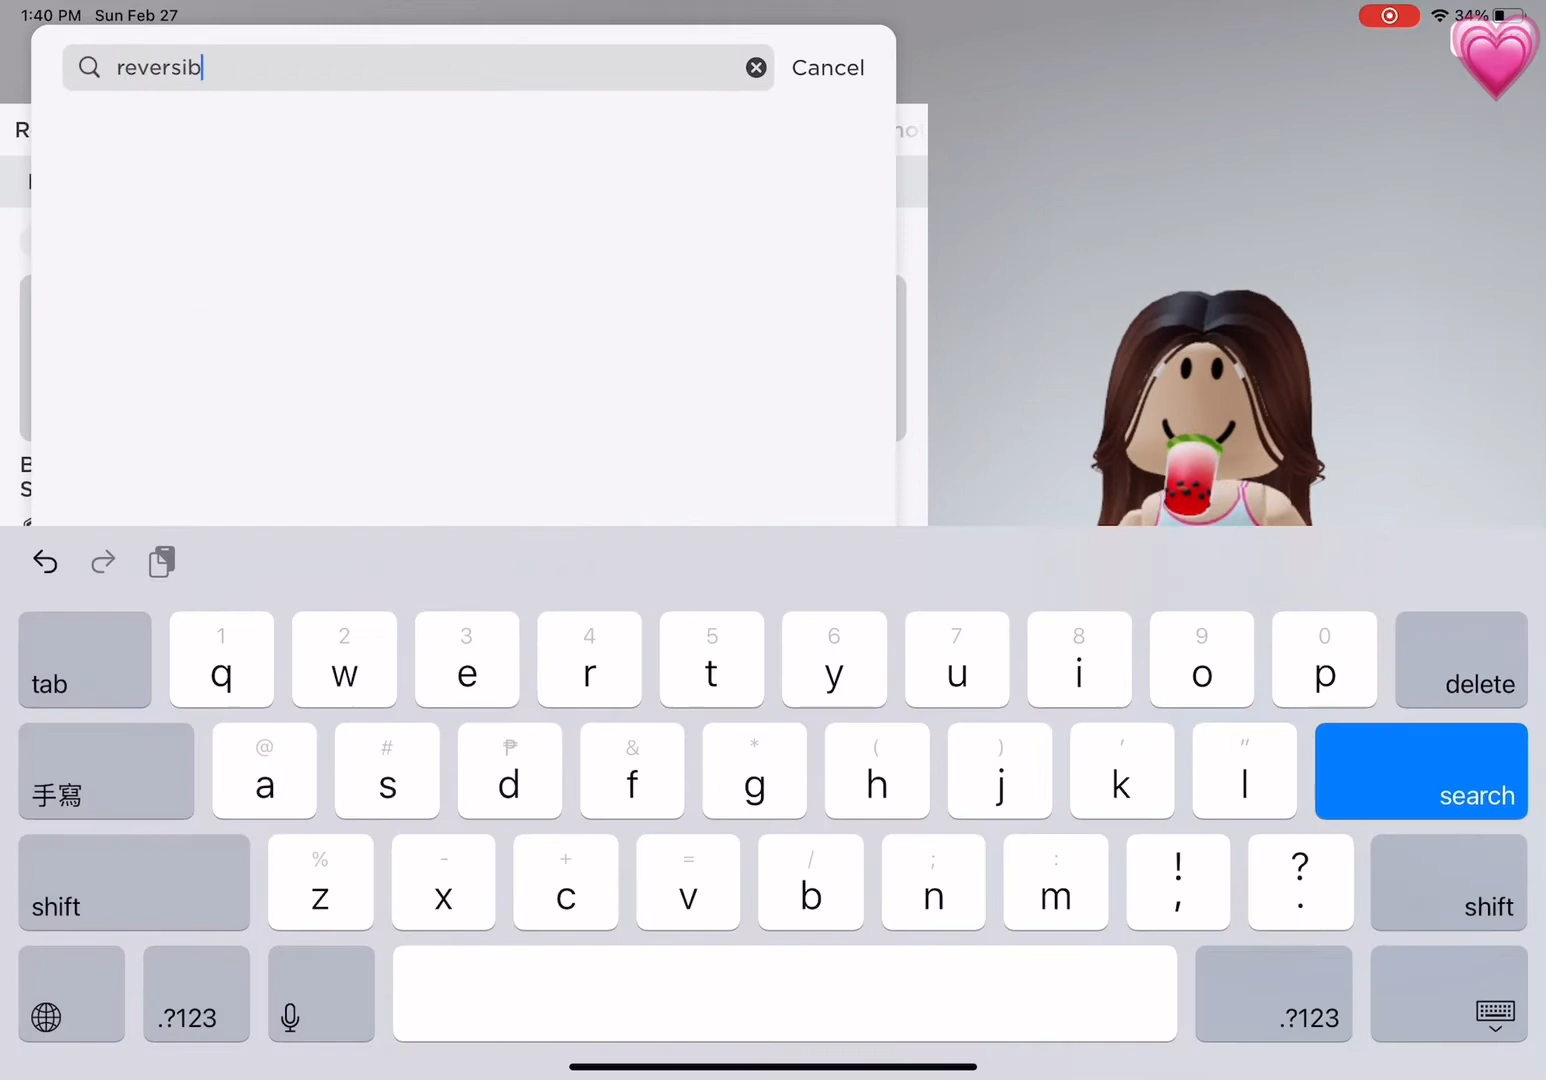 1:40 PM Sun Feb 27
34%
reversib
Cancel
R
B
S
tab
1 2 3 4 5 6 7 8 9 0
q w e r t y u i o p
delete
手寫
@ # ₱ & * ( ) ' "
a s d f g h j k l
search
shift
% - + = / ; : ! ?
z x c v b n m , .
shift
.?123
.?123